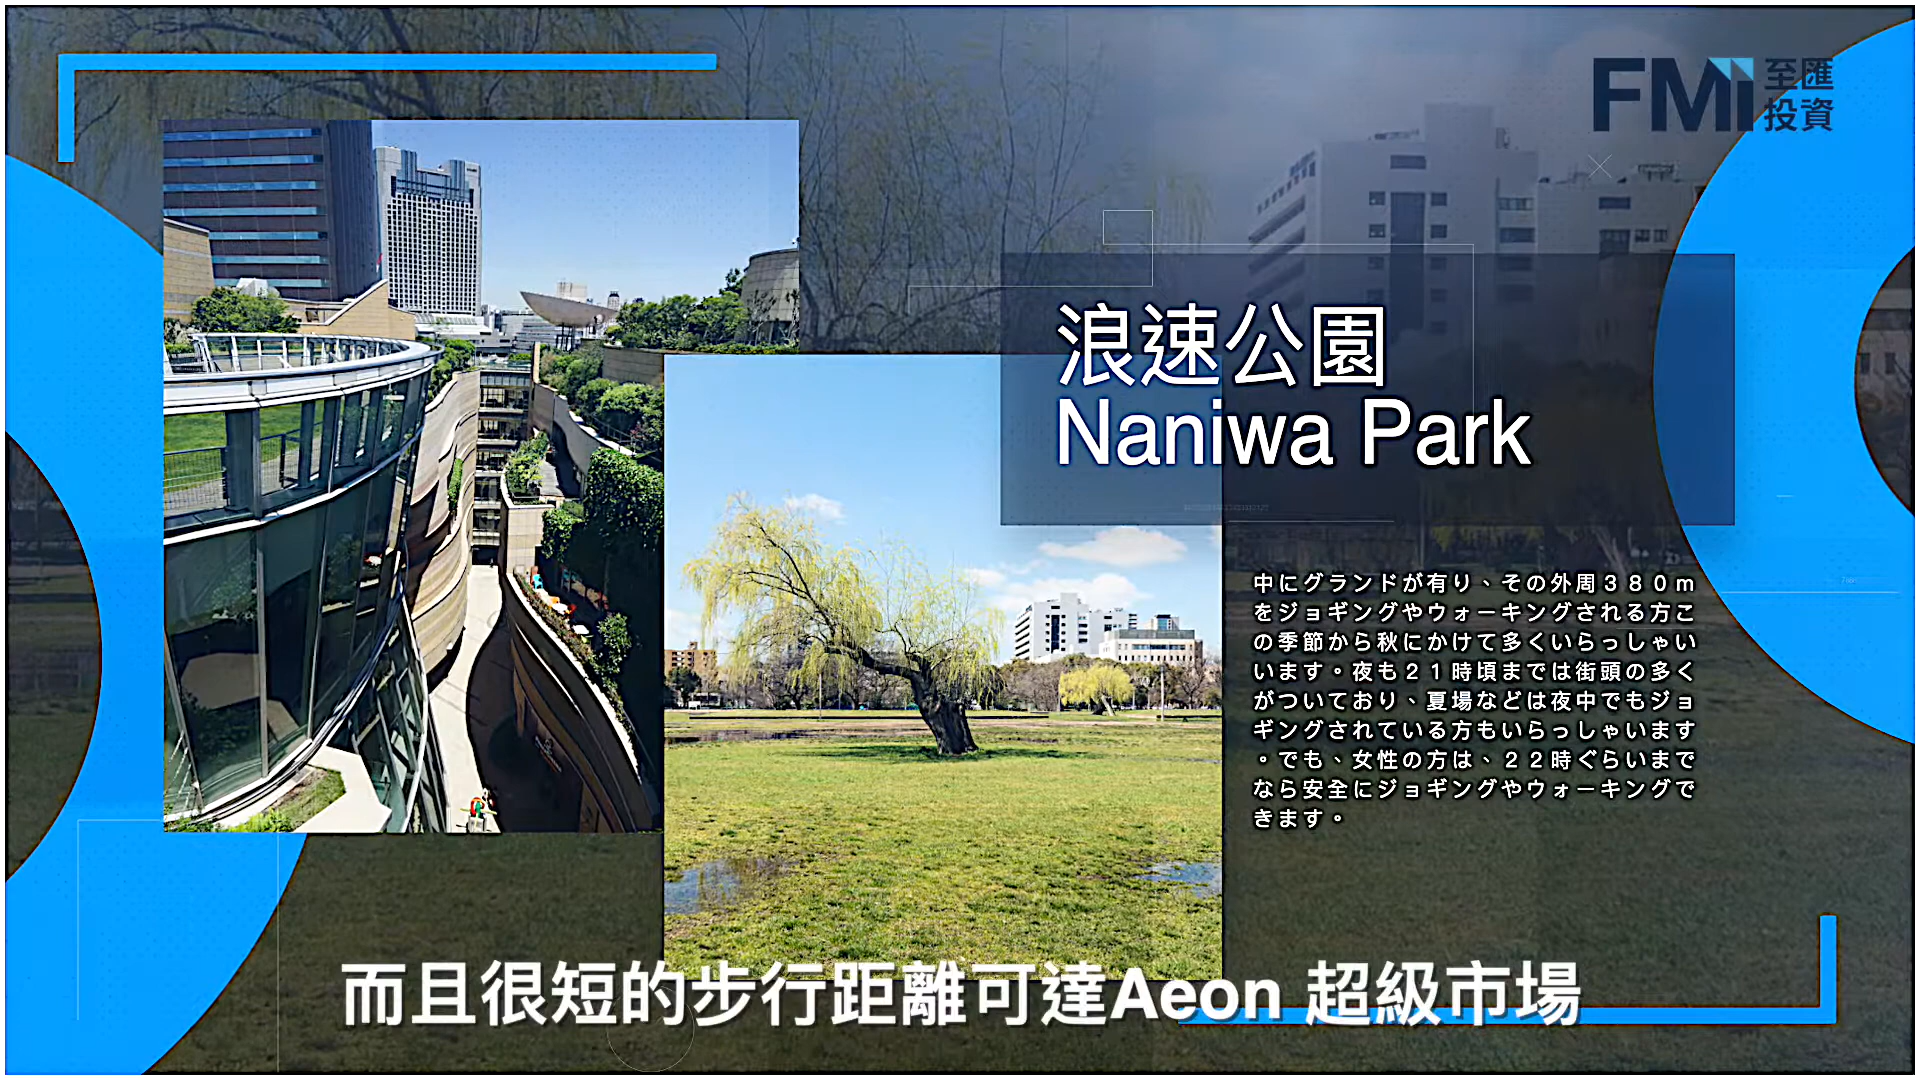 FMi 至匯
投資
浪速公園
Naniwa Park
中にグランドが有り、その外周３８０ｍ
をジョギングやウォーキングされる方こ
の季節から秋にかけて多くいらっしゃい
います。夜も２１時頃までは街頭の多く
がついており、夏場などは夜中でもジョ
ギングされている方もいらっしゃいます
。でも、女性の方は、２２時ぐらいまで
なら安全にジョギングやウォーキングで
きます。
而且很短的步行距離可達Aeon 超級市場